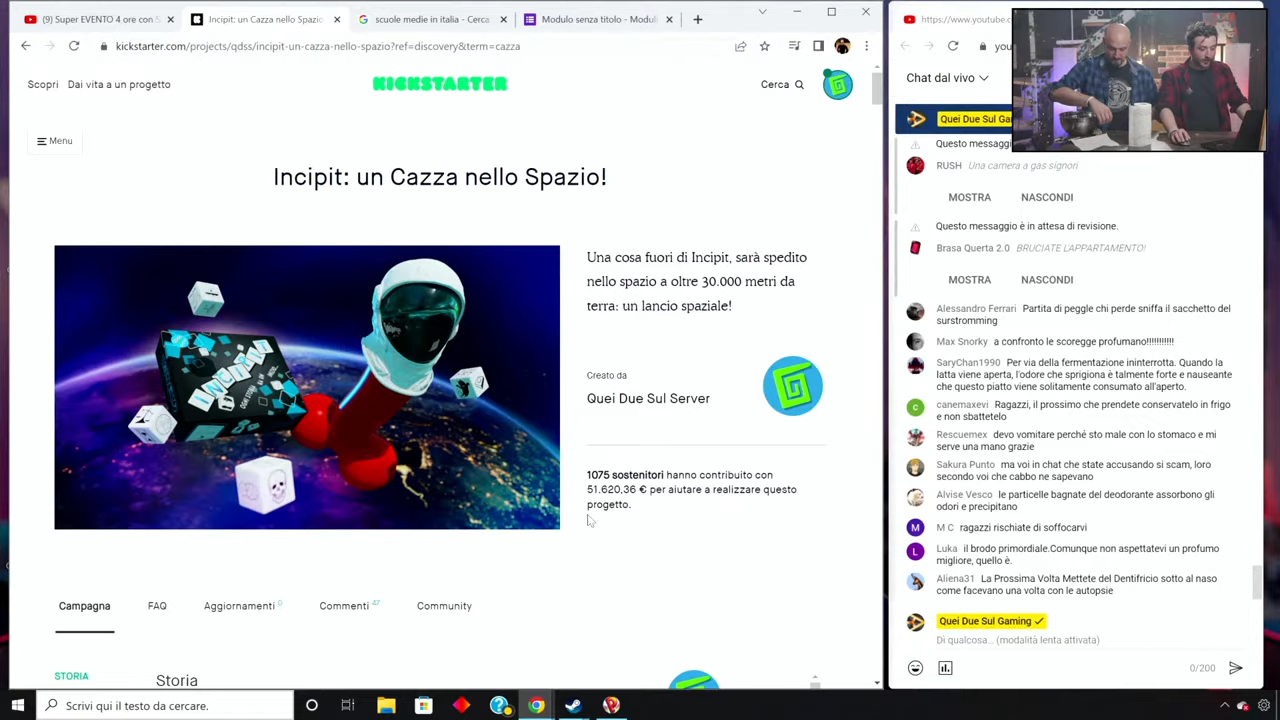 (9) Super EVENTO 4 ore con S
Incipit: un Cazza nello Spazio
scuole medie in italia - Cerca
Modulo senza titolo - Modu
https://www.youtube.c
kickstarter.com/projects/qdss/incipit-un-cazza-nello-spazio?ref=discovery&term=cazza
you
Scopri
Dai vita a un progetto
KICKSTARTER
Cerca
Menu
Incipit: un Cazza nello Spazio!
INCIPIT
Una cosa fuori di Incipit, sarà spedito
nello spazio a oltre 30.000 metri da
terra: un lancio spaziale!
Creato da
Quei Due Sul Server
1075 sostenitori hanno contribuito con
51.620,36 € per aiutare a realizzare questo
progetto.
Campagna
FAQ
Aggiornamenti 0
Commenti 47
Community
STORIA
Storia
Chat dal vivo
Quei Due Sul Gam
Questo messaggi
RUSH Una camera a gas signori
MOSTRA
NASCONDI
Questo messaggio è in attesa di revisione.
Brasa Querta 2.0 BRUCIATE L'APPARTAMENTO!
MOSTRA
NASCONDI
Alessandro Ferrari Partita di peggle chi perde sniffa il sacchetto del
surstromming
Max Snorky a confronto le scoregge profumano!!!!!!!!!!!
SaryChan1990 Per via della fermentazione ininterrotta. Quando la
latta viene aperta, l'odore che sprigiona è talmente forte e nauseante
che questo piatto viene solitamente consumato all'aperto.
canemaxevi Ragazzi, il prossimo che prendete conservatelo in frigo
e non sbattetelo
Rescuemex devo vomitare perché sto male con lo stomaco e mi
serve una mano grazie
Sakura Punto ma voi in chat che state accusando si scam, loro
secondo voi che cabbo ne sapevano
Alvise Vesco le particelle bagnate del deodorante assorbono gli
odori e precipitano
M C ragazzi rischiate di soffocarvi
Luka il brodo primordiale.Comunque non aspettatevi un profumo
migliore, quello è.
Aliena31 La Prossima Volta Mettete del Dentifricio sotto al naso
come facevano una volta con le autopsie
Quei Due Sul Gaming
Di qualcosa... (modalità lenta attivata)
0/200
Scrivi qui il testo da cercare.